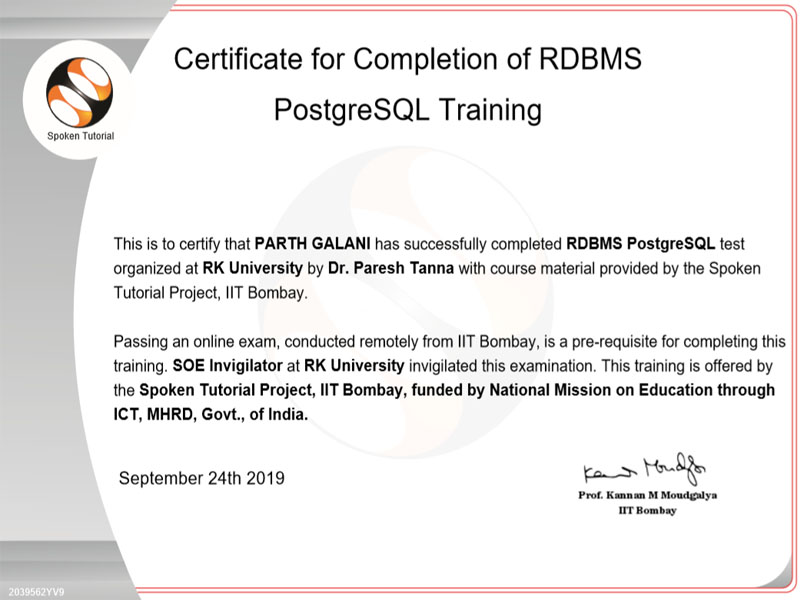 Certificate for Completion of RDBMS
PostgreSQL Training
Spoken Tutorial
This is to certify that PARTH GALANI has successfully completed RDBMS PostgreSQL test
organized at RK University by Dr. Paresh Tanna with course material provided by the Spoken
Tutorial Project, IIT Bombay.
Passing an online exam, conducted remotely from IIT Bombay, is a pre-requisite for completing this
training. SOE Invigilator at RK University invigilated this examination. This training is offered by
the Spoken Tutorial Project, IIT Bombay, funded by National Mission on Education through
ICT, MHRD, Govt., of India.
September 24th 2019
Kannan Moudgalya
Prof. Kannan M Moudgalya
IIT Bombay
2039562YV9